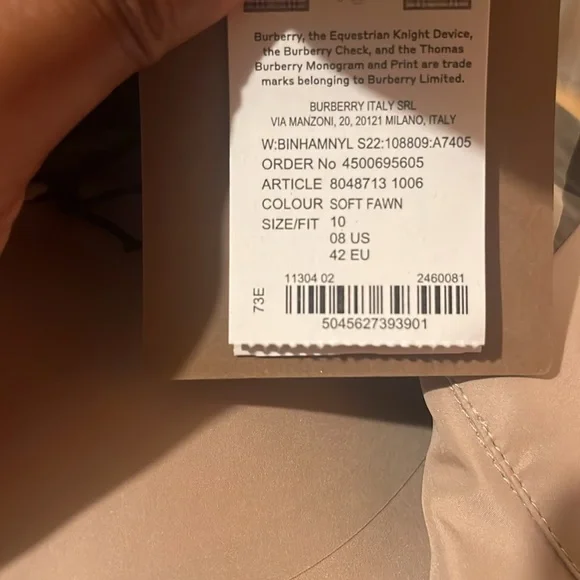 Burberry, the Equestrian Knight Device,
the Burberry Check, and the Thomas
Burberry Monogram and Print are trade
marks belonging to Burberry Limited.
BURBERRY ITALY SRL
VIA MANZONI, 20, 20121 MILANO, ITALY
W:BINHAMNYL S22:108809:A7405
ORDER No 4500695605
ARTICLE 8048713 1006
COLOUR SOFT FAWN
SIZE/FIT 10
08 US
42 EU
11304 02 2460081
73E
5045627393901